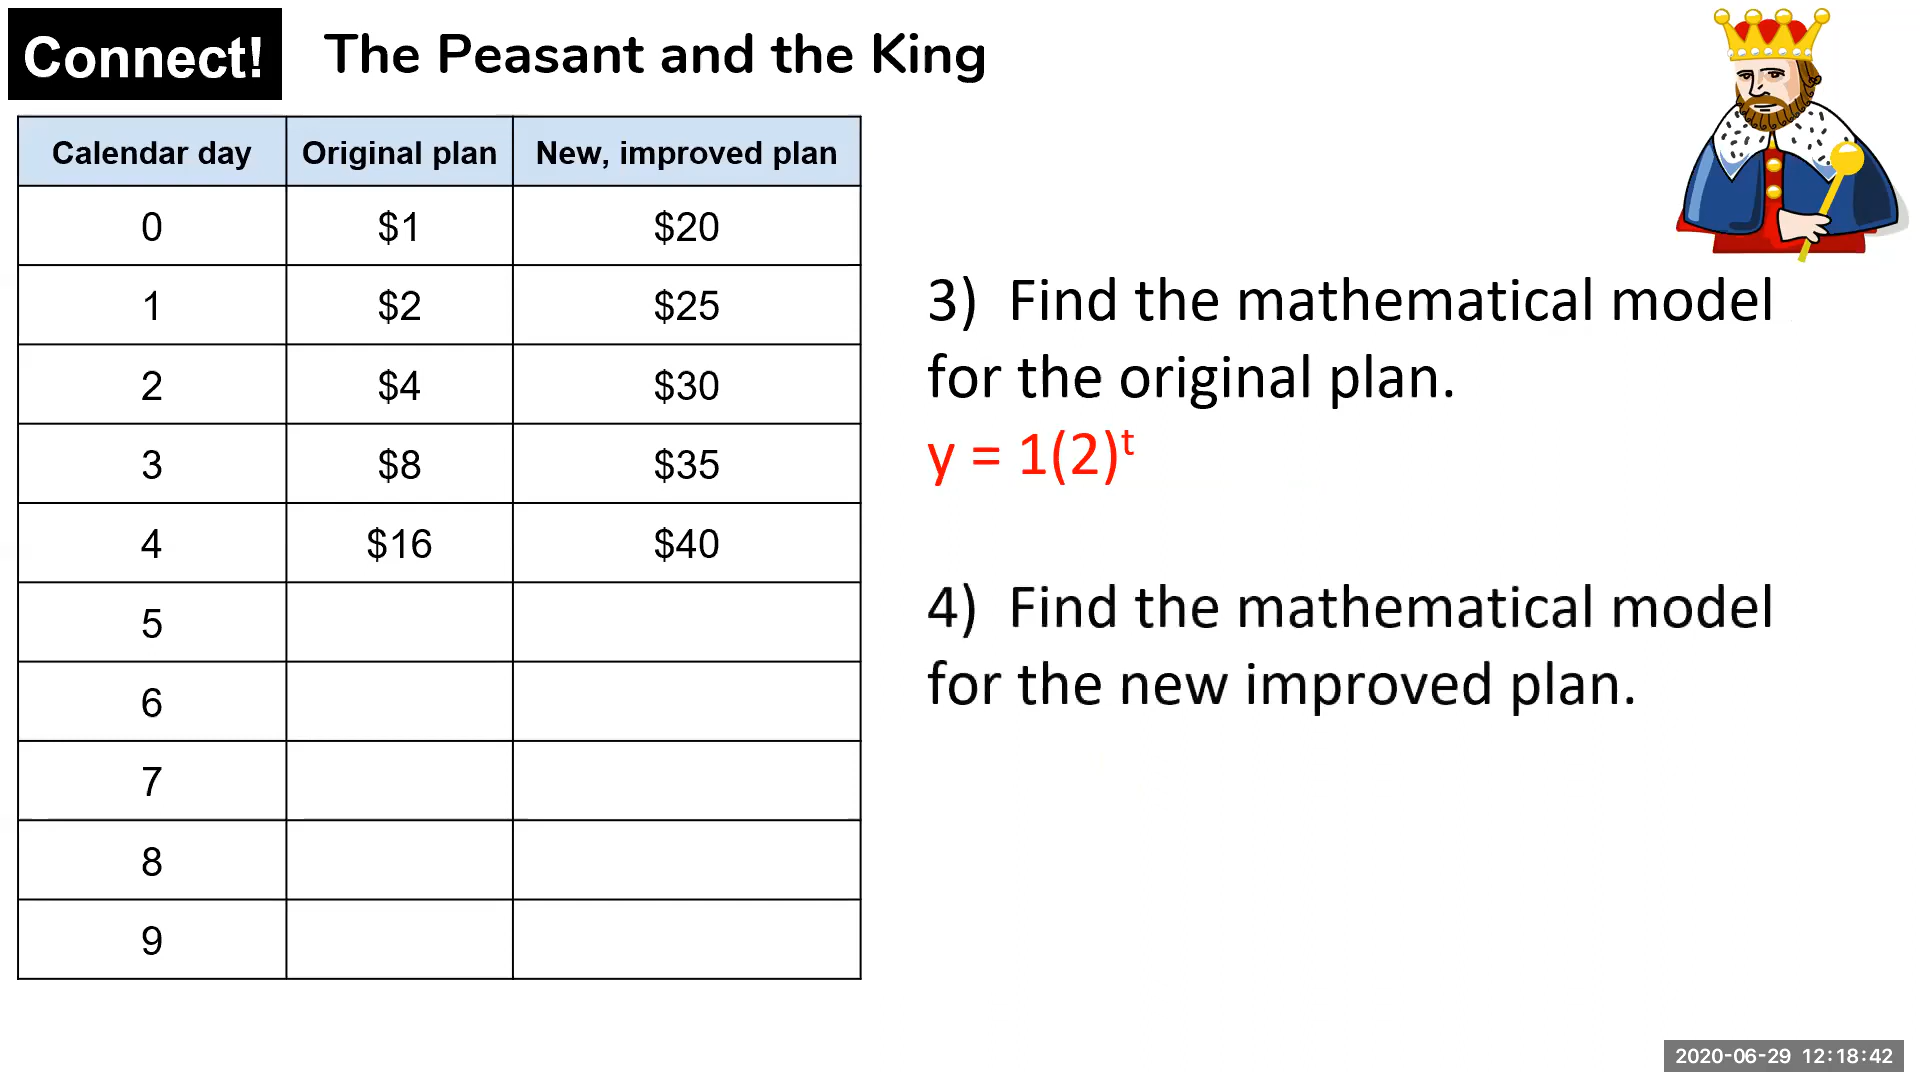 Connect! The Peasant and the King
Calendar day Original plan New, improved plan
0 $1 $20
1 $2 $25
2 $4 $30
3 $8 $35
4 $16 $40
5
6
7
8
9
3) Find the mathematical model
for the original plan.
y = 1(2)ᵗ
4) Find the mathematical model
for the new improved plan.
2020-06-29 12:18:42